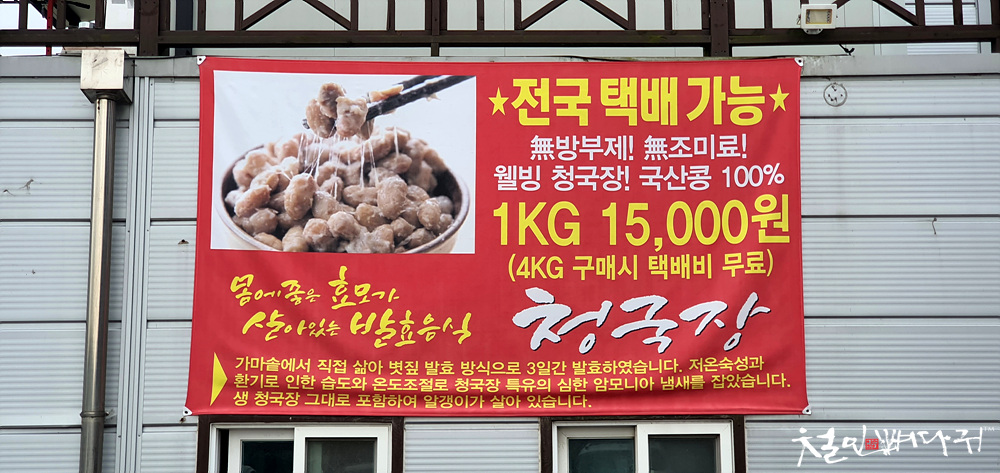 ★전국 택배 가능★
無방부제! 無조미료!
웰빙 청국장! 국산콩 100%
1KG 15,000원
(4KG 구매시 택배비 무료)
몸에좋은 효모가
살아있는 발효음식
청국장
가마솥에서 직접 삶아 볏짚 발효 방식으로 3일간 발효하였습니다. 저온숙성과
환기로 인한 습도와 온도조절로 청국장 특유의 심한 암모니아 냄새를 잡았습니다.
생 청국장 그대로 포함하여 알갱이가 살아 있습니다.
철인뼈다귀™